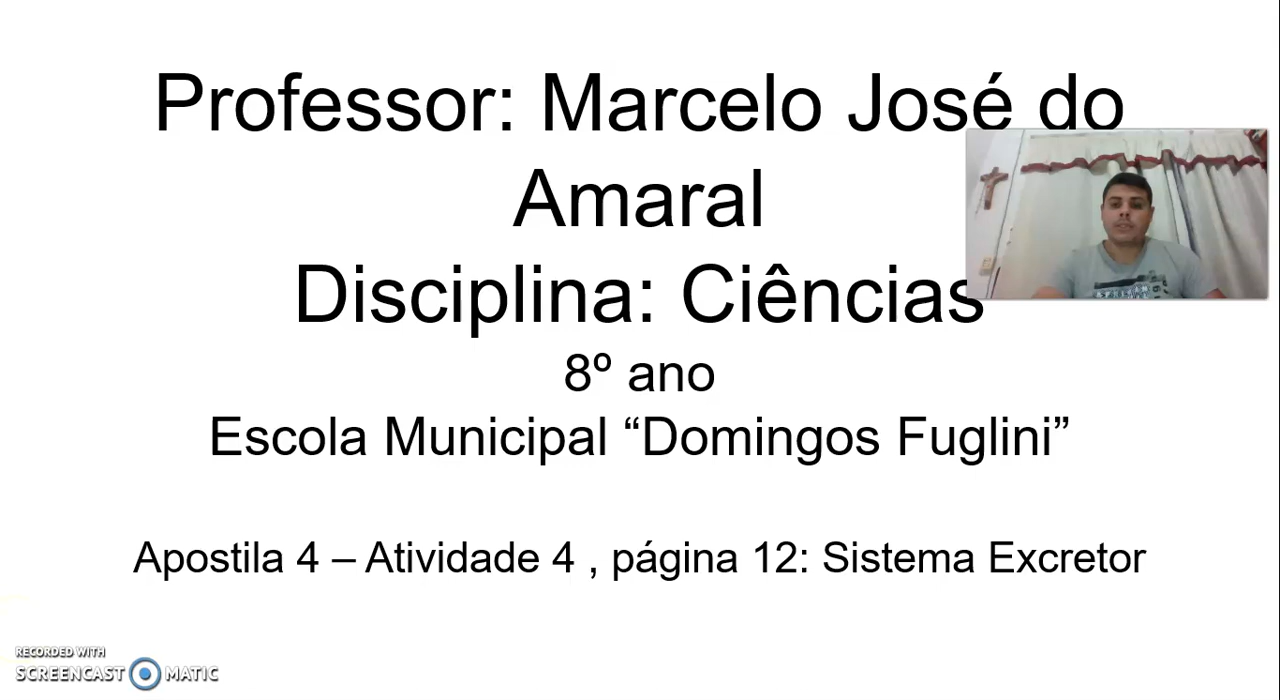 Professor: Marcelo José do
Amaral
Disciplina: Ciências
8º ano
Escola Municipal “Domingos Fuglini”
Apostila 4 – Atividade 4 , página 12: Sistema Excretor
RECORDED WITH
SCREENCAST MATIC